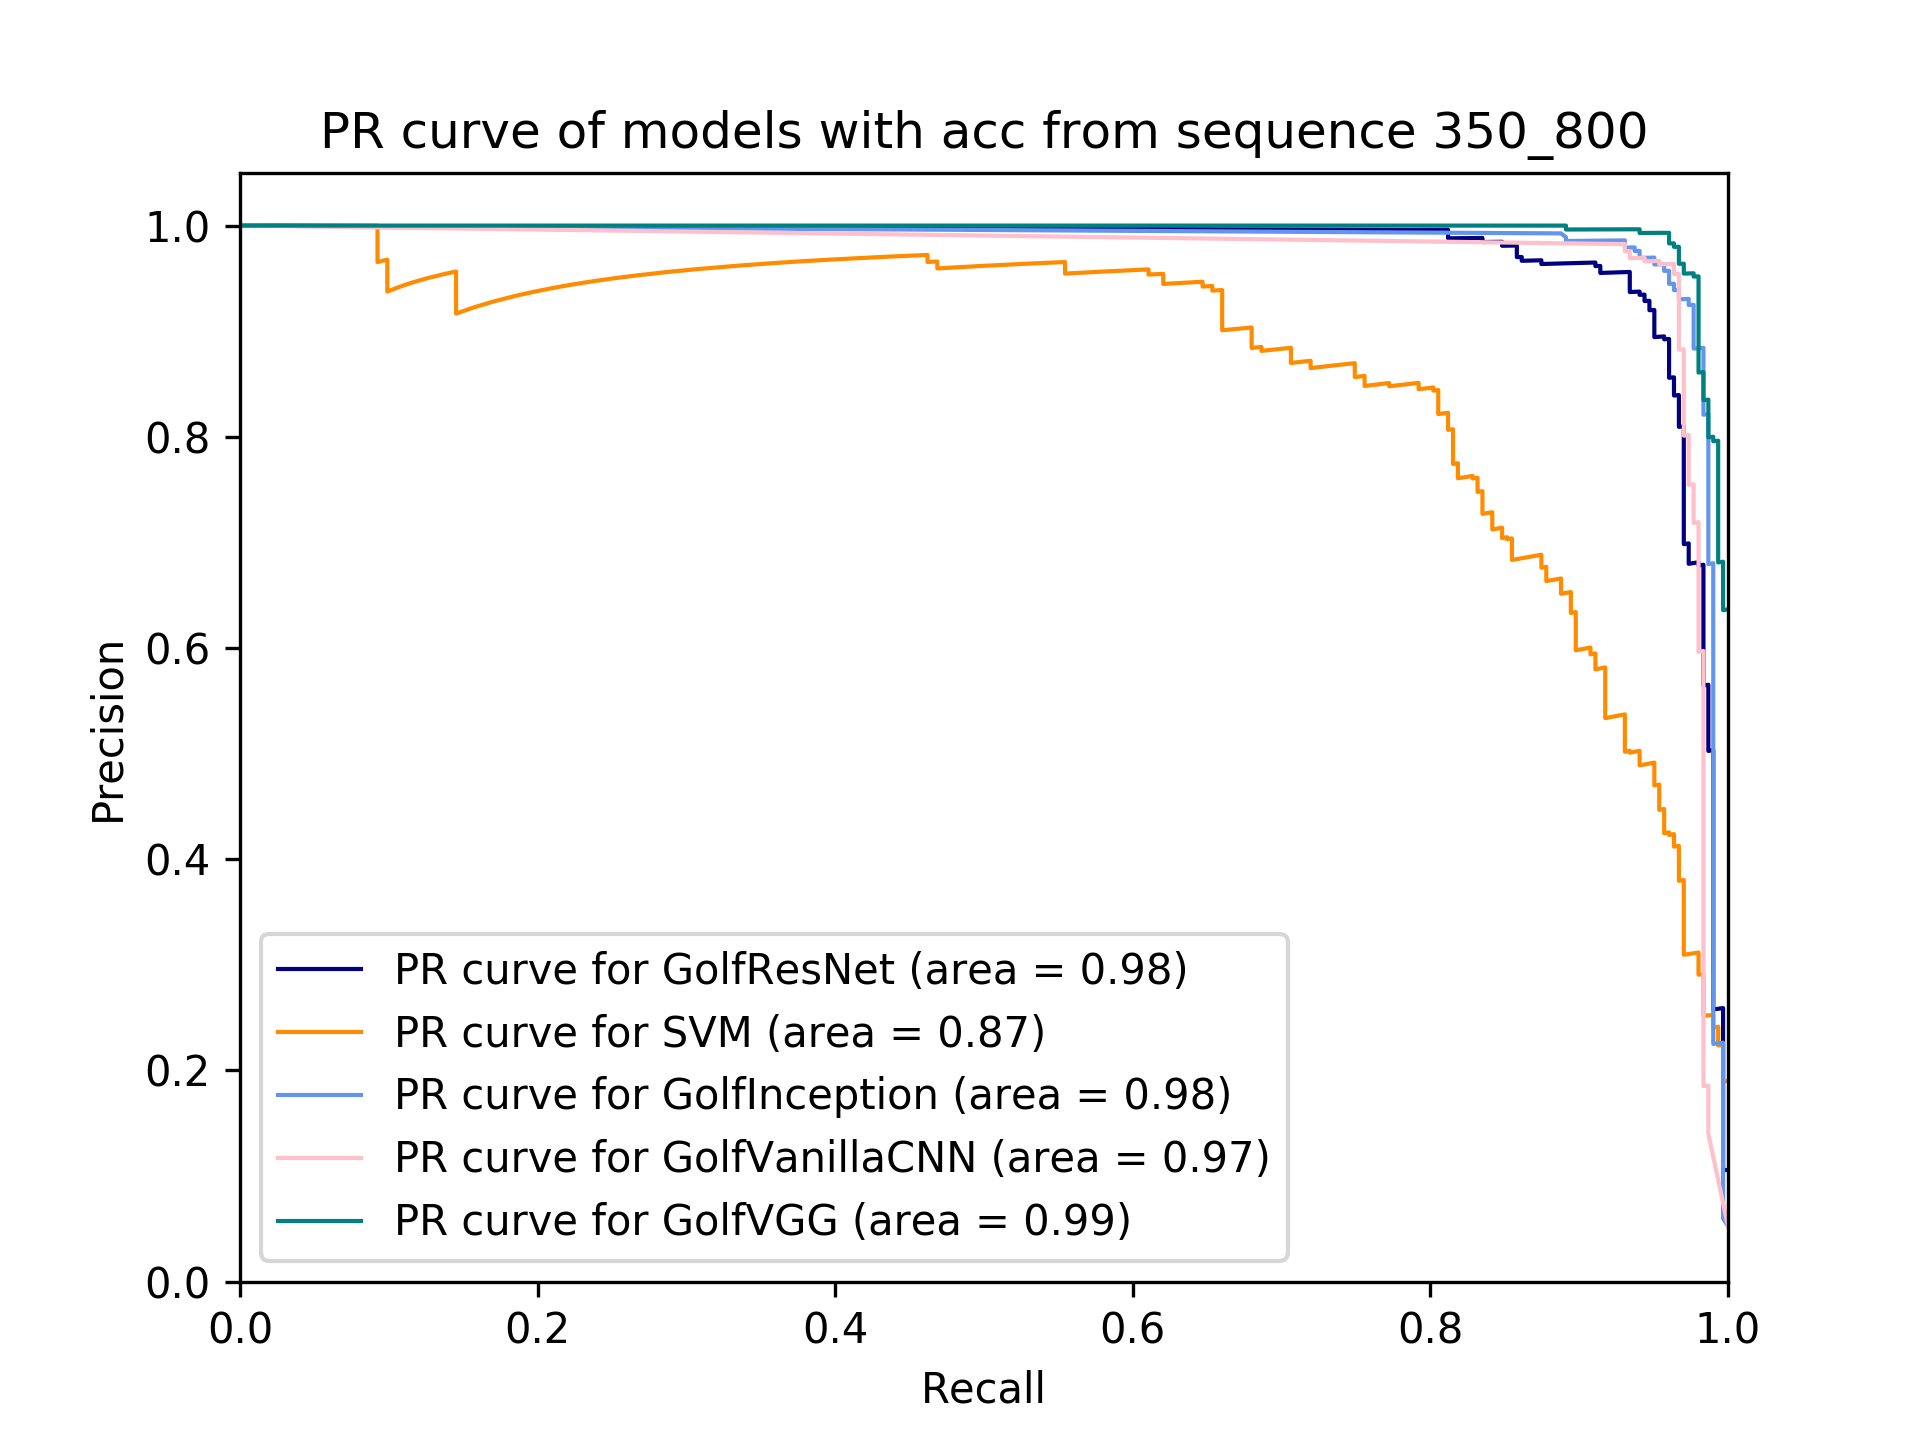 PR curve of models with acc from sequence 350_800
1.0
0.8
0.6
0.4
0.2
0.0
Precision
PR curve for GolfResNet (area = 0.98)
PR curve for SVM (area = 0.87)
PR curve for GolfInception (area = 0.98)
PR curve for GolfVanillaCNN (area = 0.97)
PR curve for GolfVGG (area = 0.99)
0.0 0.2 0.4 0.6 0.8 1.0
Recall